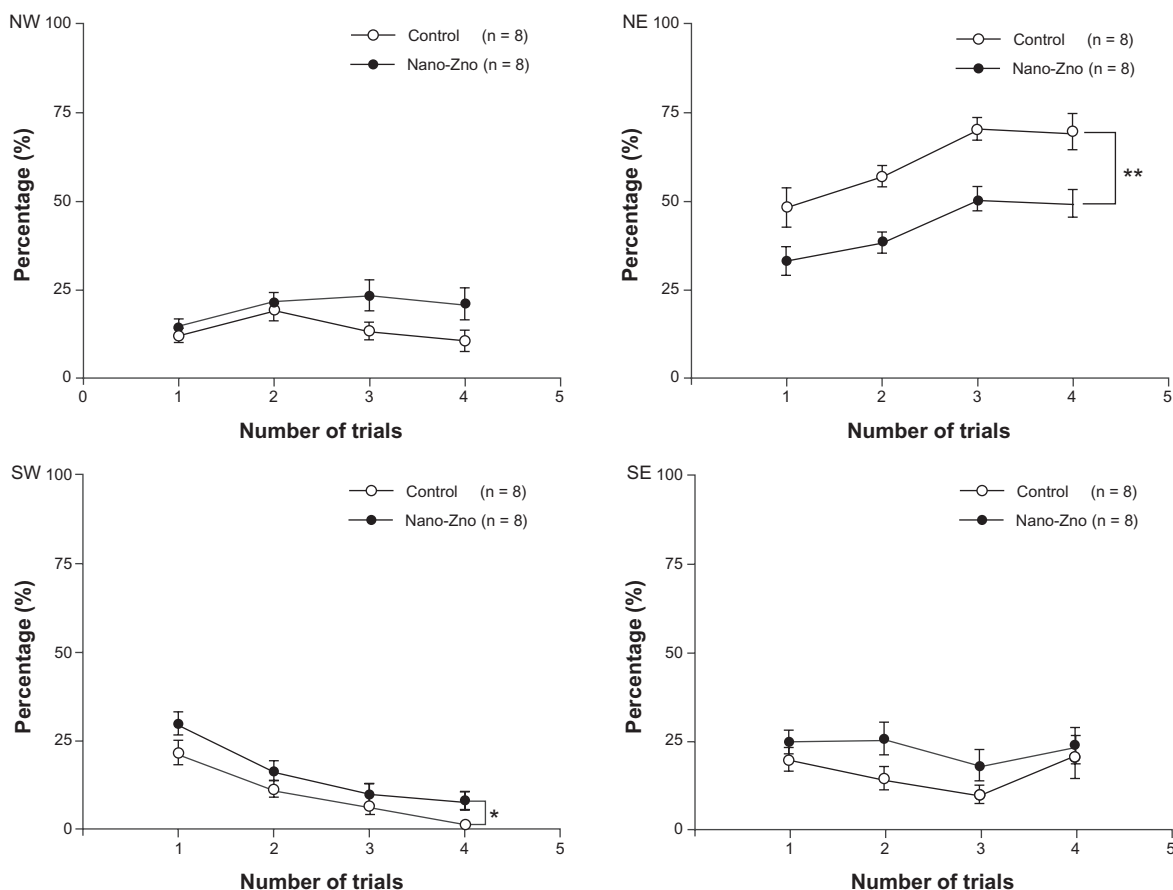 NW
100
75
50
25
0
Percentage (%)
Control (n = 8)
Nano-Zno (n = 8)
0 1 2 3 4 5
Number of trials
NE
100
75
50
25
0
Percentage (%)
Control (n = 8)
Nano-Zno (n = 8)
**
1 2 3 4 5
Number of trials
SW
100
75
50
25
0
Percentage (%)
Control (n = 8)
Nano-Zno (n = 8)
*
1 2 3 4 5
Number of trials
SE
100
75
50
25
0
Percentage (%)
Control (n = 8)
Nano-Zno (n = 8)
1 2 3 4 5
Number of trials